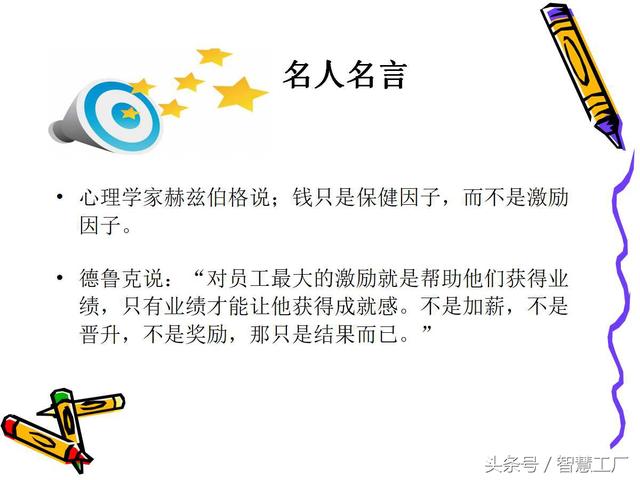 名人名言
• 心理学家赫兹伯格说；钱只是保健因子，而不是激励
因子。
• 德鲁克说：“对员工最大的激励就是帮助他们获得业
绩，只有业绩才能让他获得成就感。不是加薪，不是
晋升，不是奖励，那只是结果而已。”
头条号／智慧工厂